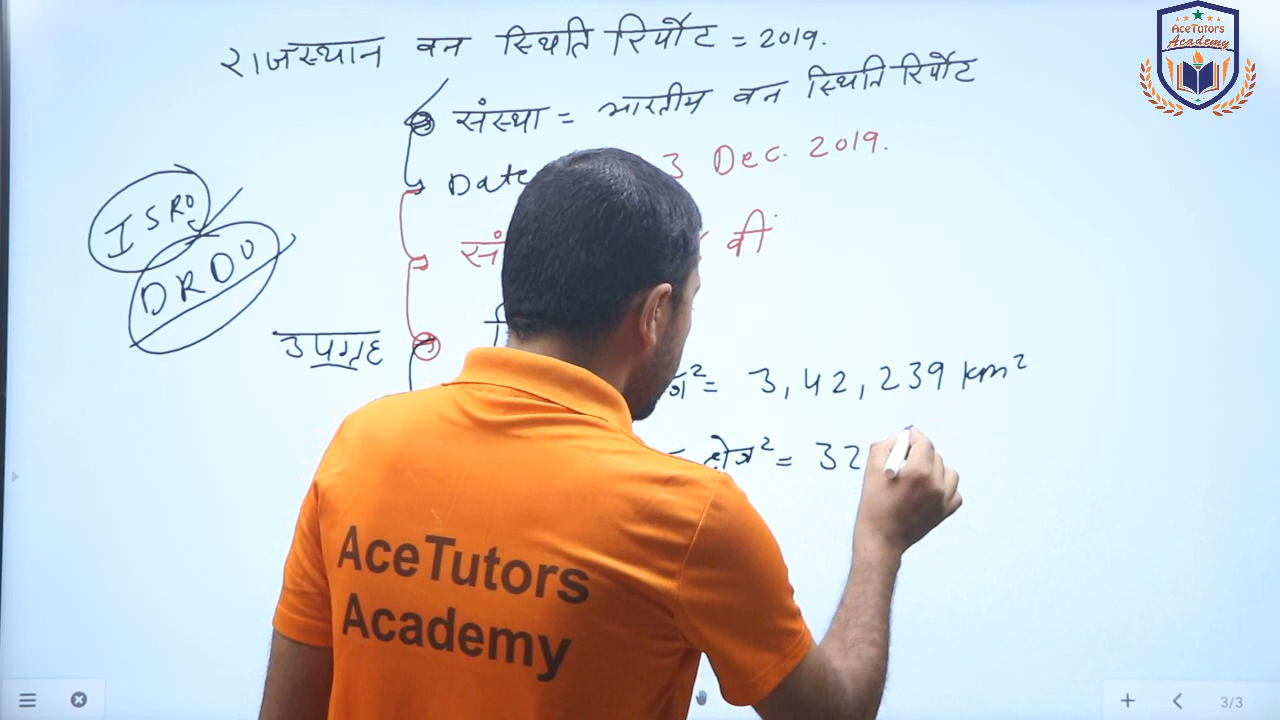 राजस्थान वन स्थिति रिपोर्ट = 2019.
संस्था = भारतीय वन स्थिति रिपोर्ट
Date 3 Dec. 2019.
सं वीं
ISRO
DRDO
उपग्रह
= 3,42,239 km²
क्षेत्र² = 32
AceTutors
Academy
AceTutors
Academy
3/3